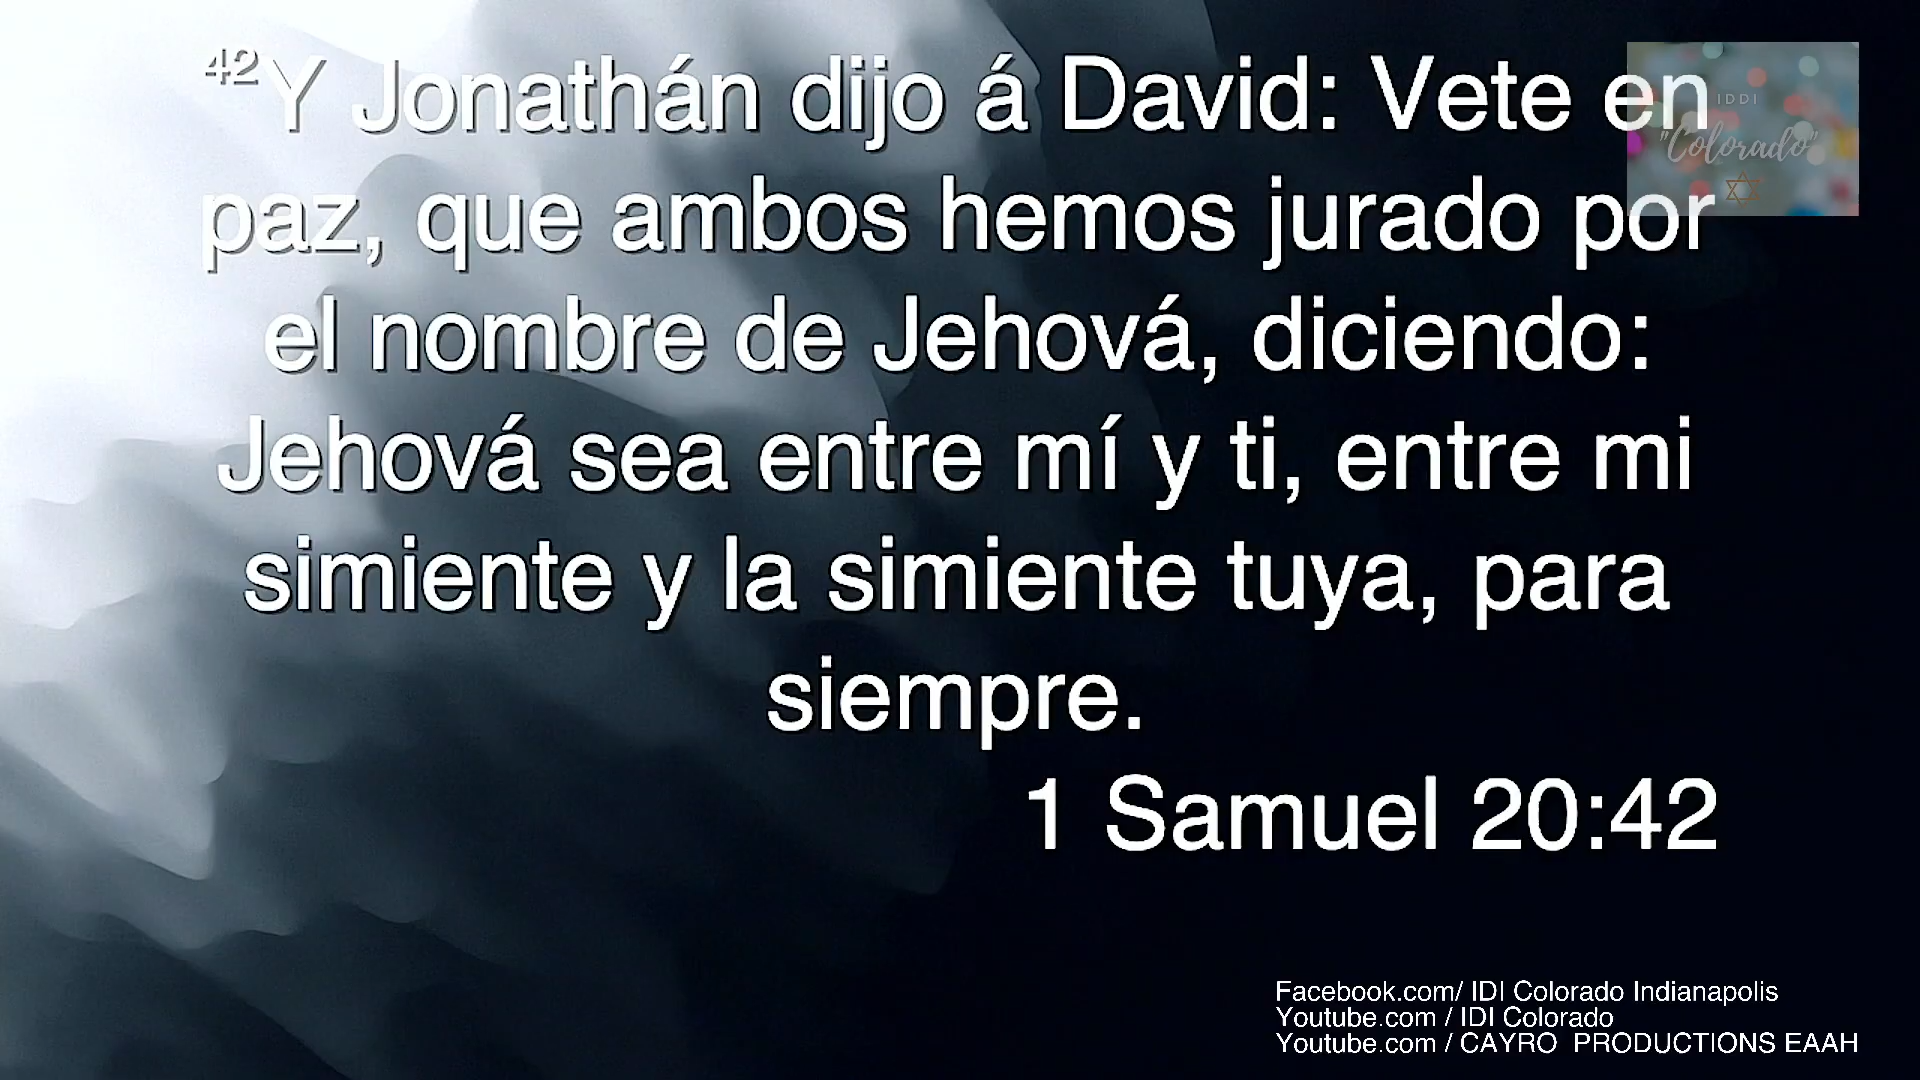 42Y Jonathán dijo á David: Vete en
paz, que ambos hemos jurado por
el nombre de Jehová, diciendo:
Jehová sea entre mí y ti, entre mi
simiente y la simiente tuya, para
siempre.
1 Samuel 20:42
IDDI
"Colorado"
Facebook.com/ IDI Colorado Indianapolis
Youtube.com / IDI Colorado
Youtube.com / CAYRO  PRODUCTIONS EAAH